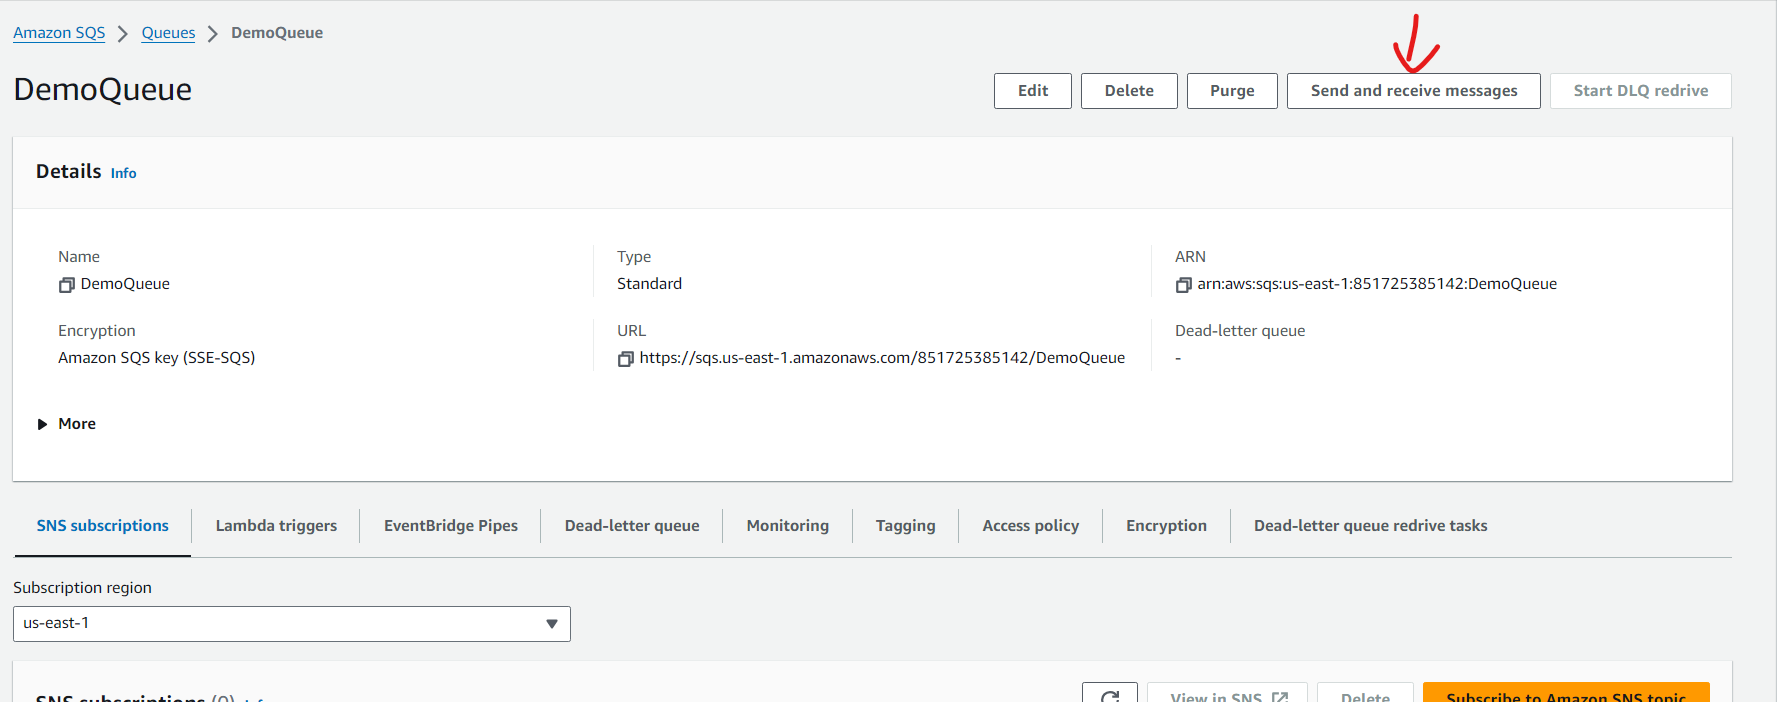 Amazon SQS > Queues > DemoQueue
DemoQueue
Edit Delete Purge Send and receive messages Start DLQ redrive
Details Info
Name Type ARN
DemoQueue Standard arn:aws:sqs:us-east-1:851725385142:DemoQueue
Encryption URL Dead-letter queue
Amazon SQS key (SSE-SQS) https://sqs.us-east-1.amazonaws.com/851725385142/DemoQueue -
More
SNS subscriptions Lambda triggers EventBridge Pipes Dead-letter queue Monitoring Tagging Access policy Encryption Dead-letter queue redrive tasks
Subscription region
us-east-1
SNS subscriptions (0) Info View in SNS Delete Subscribe to Amazon SNS topic